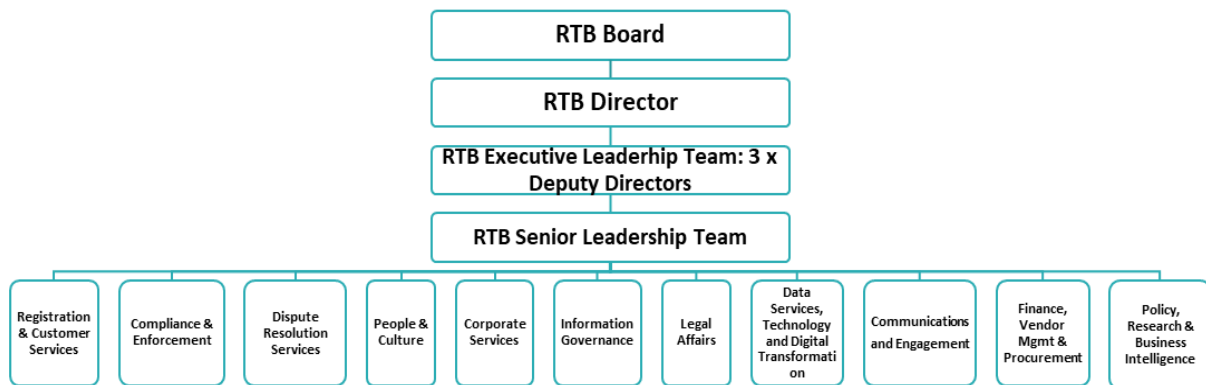 RTB Board
RTB Director
RTB Executive Leaderhip Team: 3 x
Deputy Directors
RTB Senior Leadership Team
Registration
& Customer
Services
Compliance &
Enforcement
Dispute
Resolution
Services
People &
Culture
Corporate
Services
Information
Governance
Legal
Affairs
Data
Services,
Technology
and Digital
Transformati
on
Communications
and Engagement
Finance,
Vendor
Mgmt &
Procurement
Policy,
Research &
Business
Intelligence